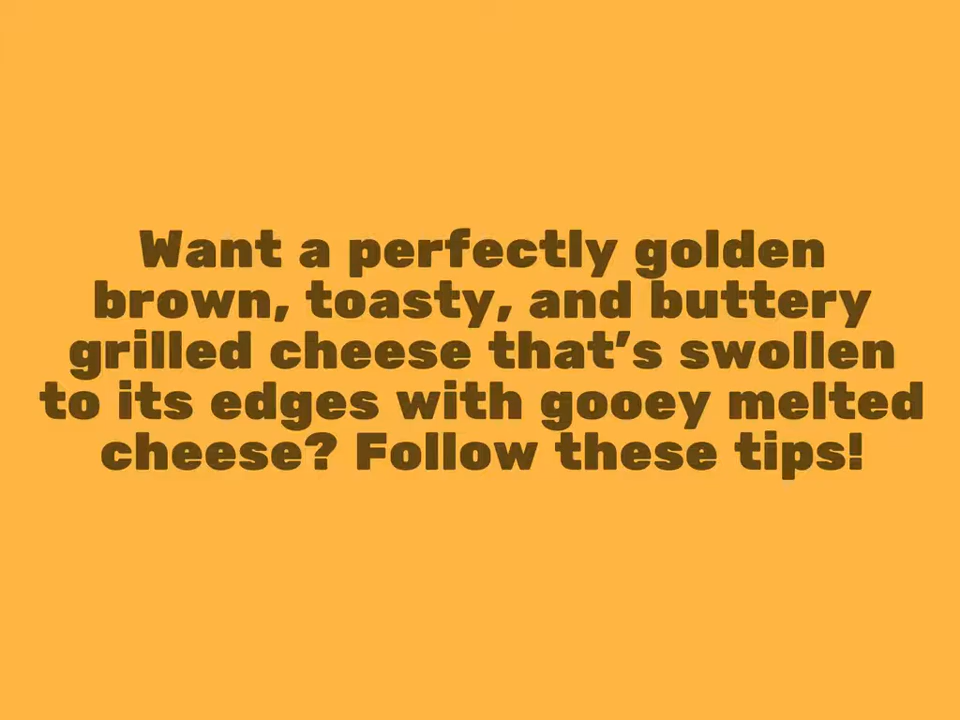 Want a perfectly golden
brown, toasty, and buttery
grilled cheese that’s swollen
to its edges with gooey melted
cheese? Follow these tips!